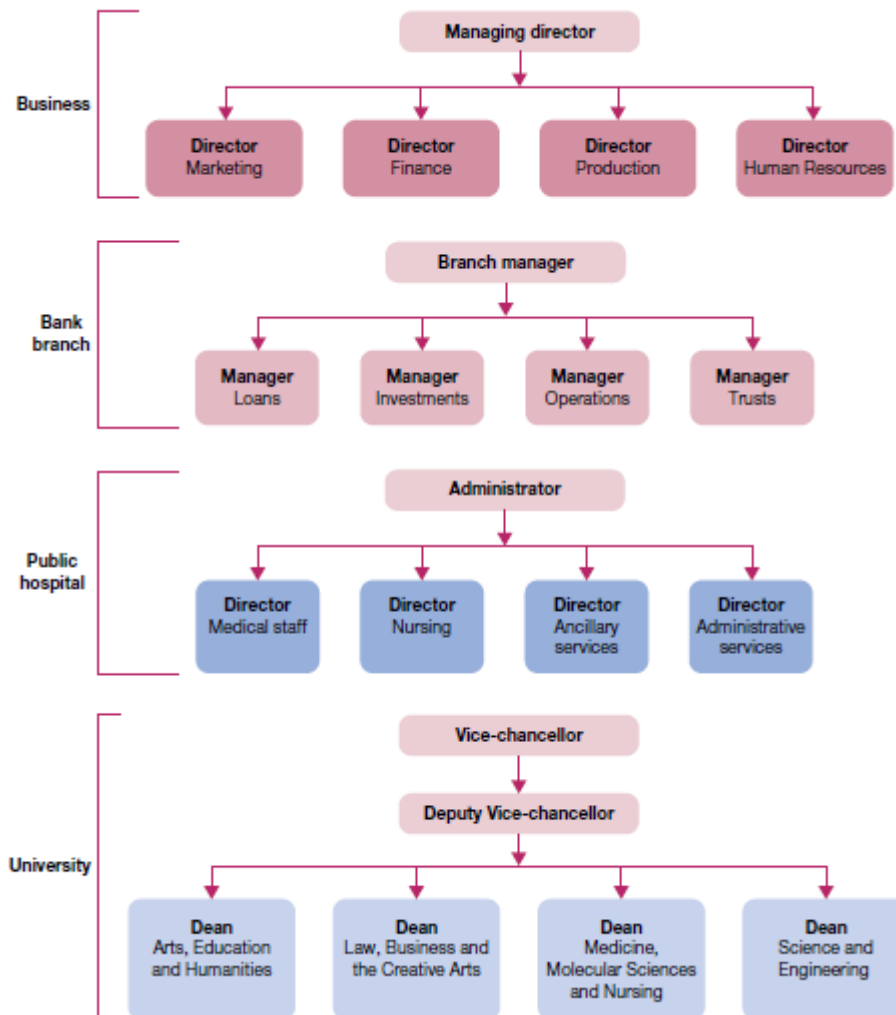 Business
Managing director
Director
Marketing
Director
Finance
Director
Production
Director
Human Resources
Bank
branch
Branch manager
Manager
Loans
Manager
Investments
Manager
Operations
Manager
Trusts
Public
hospital
Administrator
Director
Medical staff
Director
Nursing
Director
Ancillary
services
Director
Administrative
services
University
Vice-chancellor
Deputy Vice-chancellor
Dean
Arts, Education
and Humanities
Dean
Law, Business and
the Creative Arts
Dean
Medicine,
Molecular Sciences
and Nursing
Dean
Science and
Engineering